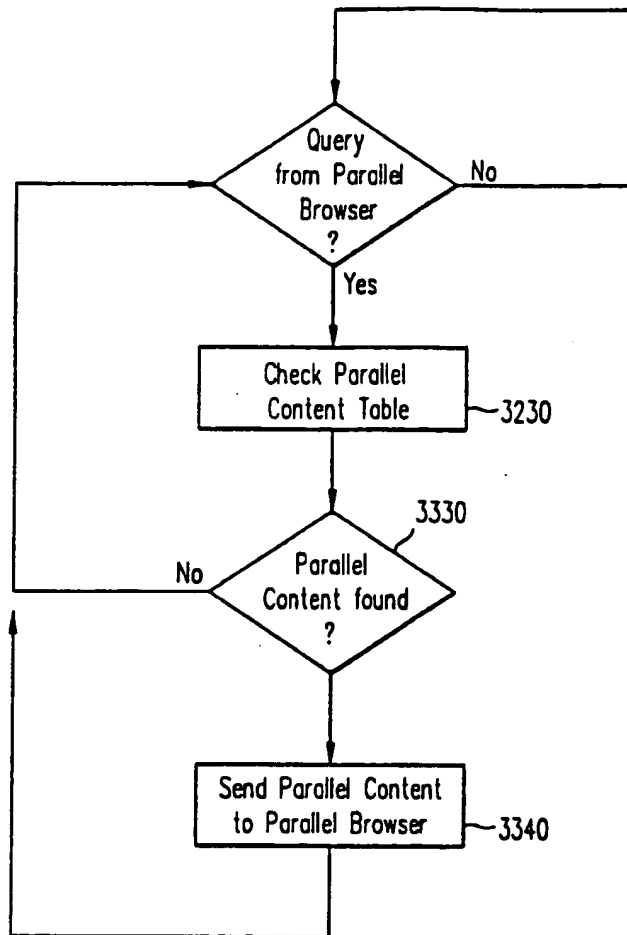 Query
from Parallel
Browser
?
No
Yes
Check Parallel
Content Table
3230
3330
No
Parallel
Content found
?
Send Parallel Content
to Parallel Browser
3340